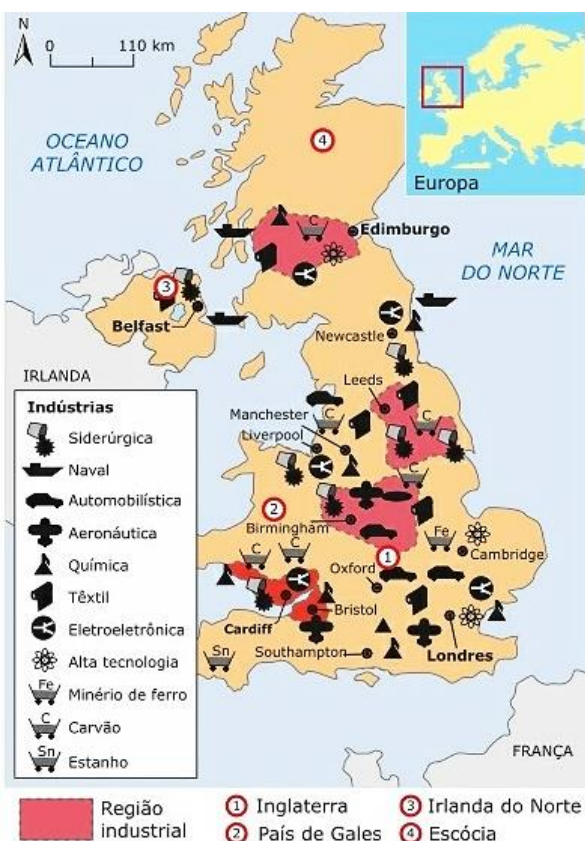 N
0 110 km
OCEANO
ATLÂNTICO
4
Europa
C
Edimburgo
MAR
DO NORTE
3
Belfast
Newcastle
IRLANDA
Leeds
Manchester
C
C
Liverpool
C
2
Birmingham
Fe
1
Cambridge
C
C
Oxford
Cardiff
Bristol
Sn
Southampton
Londres
FRANÇA
Indústrias
Siderúrgica
Naval
Automobilística
Aeronáutica
Química
Têxtil
Eletroeletrônica
Alta tecnologia
Fe
Minério de ferro
C
Carvão
Sn
Estanho
Região
industrial
1 Inglaterra
2 País de Gales
3 Irlanda do Norte
4 Escócia